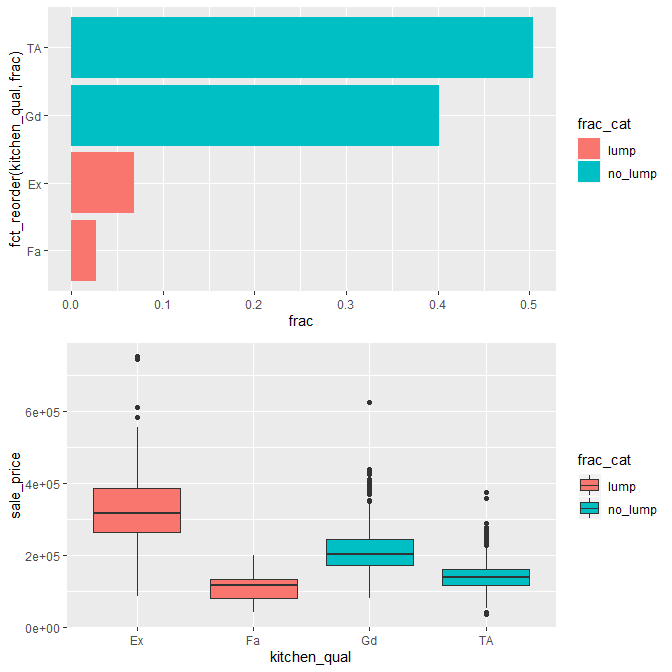 fct_reorder(kitchen_qual, frac)
TA
Gd
Ex
Fa
0.0 0.1 0.2 0.3 0.4 0.5
frac
frac_cat
lump
no_lump
sale_price
6e+05
4e+05
2e+05
0e+00
Ex Fa Gd TA
kitchen_qual
frac_cat
lump
no_lump